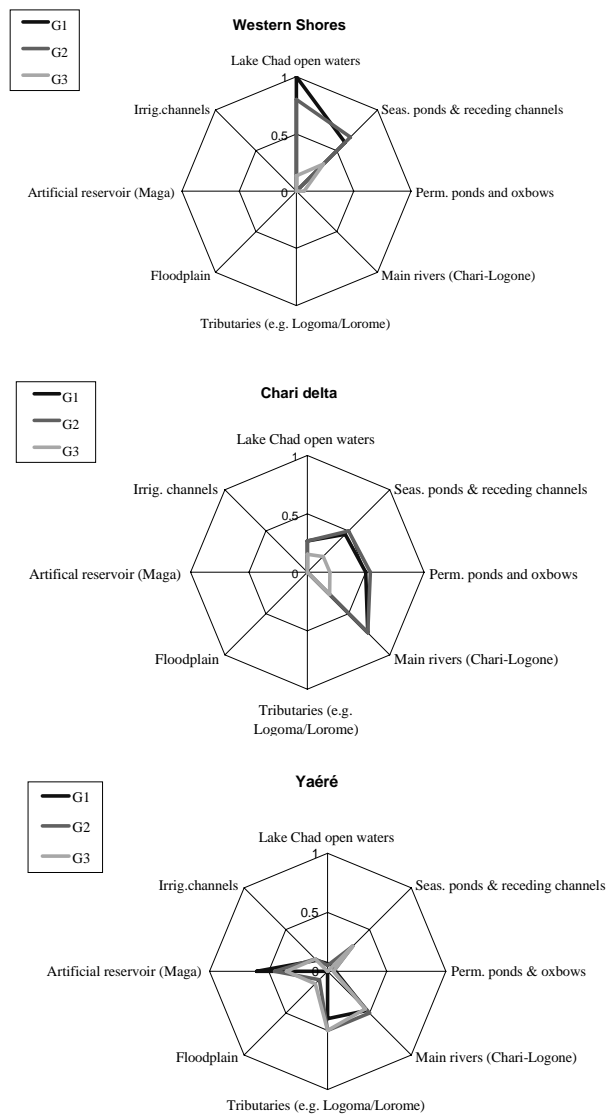 Western Shores
G1
G2
G3
Lake Chad open waters
1
Irrig.channels
Seas. ponds & receding channels
0.5
Artificial reservoir (Maga)
0
Perm. ponds and oxbows
Floodplain
Main rivers (Chari-Logone)
Tributaries (e.g. Logoma/Lorome)
Chari delta
G1
G2
G3
Lake Chad open waters
1
Irrig. channels
Seas. ponds & receding channels
0.5
Artifical reservoir (Maga)
0
Perm. ponds and oxbows
Floodplain
Main rivers (Chari-Logone)
Tributaries (e.g.
Logoma/Lorome)
Yaéré
G1
G2
G3
Lake Chad open waters
1
Irrig.channels
Seas. ponds & receding channels
0.5
Artificial reservoir (Maga)
0
Perm. ponds & oxbows
Floodplain
Main rivers (Chari-Logone)
Tributaries (e.g. Logoma/Lorome)